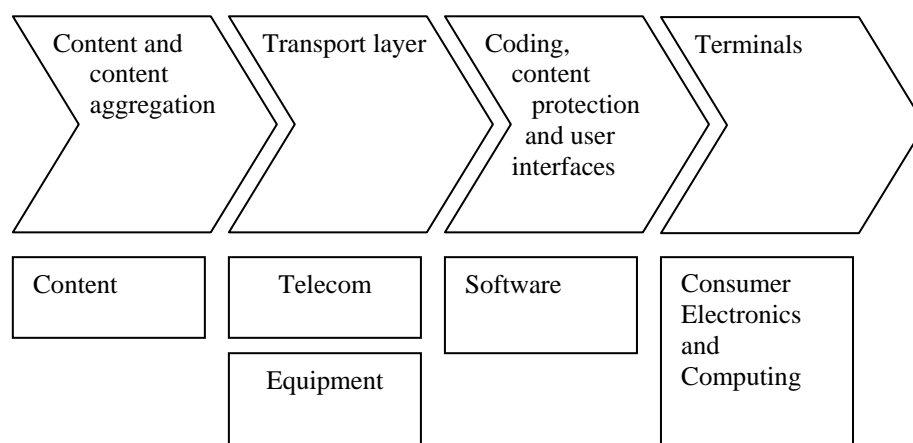 Content and
content
aggregation
Transport layer
Coding,
content
protection
and user
interfaces
Terminals
Content
Telecom
Equipment
Software
Consumer
Electronics
and
Computing